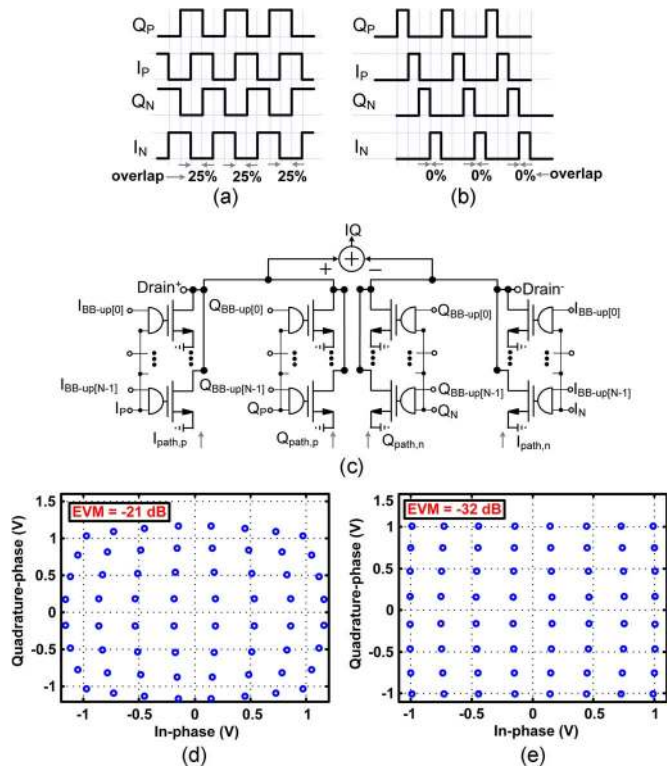 (a)
(b)
Q_P
I_P
Q_N
I_N
overlap 25% 25% 25%
Q_P
I_P
Q_N
I_N
0% 0% 0% overlap
(a)
(b)
IQ
+
+ −
Drain⁺ Drain⁻
I_BB-up[0] Q_BB-up[0] Q_BB-up[0] I_BB-up[0]
I_BB-up[N-1] Q_BB-up[N-1] Q_BB-up[N-1] I_BB-up[N-1]
I_P Q_P Q_N I_N
I_path,p Q_path,p Q_path,n I_path,n
(c)
EVM = -21 dB
Quadrature-phase (V)
1.5
1
0.5
0
-0.5
-1
-1 -0.5 0 0.5 1
In-phase (V)
(d)
EVM = -32 dB
Quadrature-phase (V)
1.5
1
0.5
0
-0.5
-1
-1 -0.5 0 0.5 1
In-phase (V)
(e)